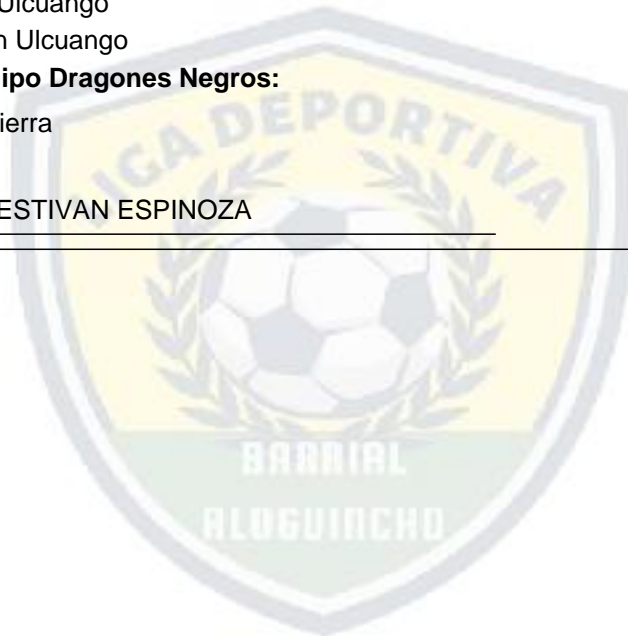 Ulcuango
n Ulcuango
ipo Dragones Negros:
ierra
ESTIVAN ESPINOZA
LIGA DEPORTIVA
BARRIAL
ALUGUINCHO